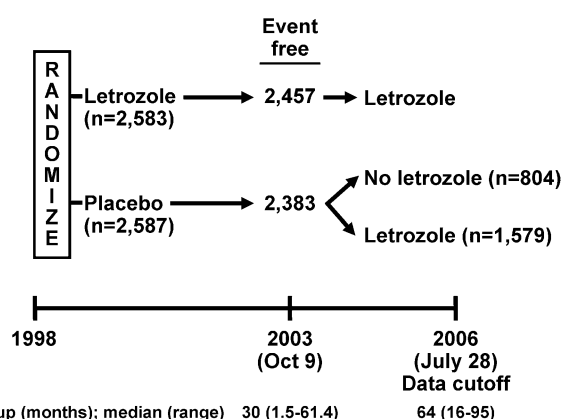 Event
free
RANDOMIZE
Letrozole
(n=2,583)
2,457
Letrozole
Placebo
(n=2,587)
2,383
No letrozole (n=804)
Letrozole (n=1,579)
1998
2003
(Oct 9)
2006
(July 28)
Data cutoff
up (months); median (range) 30 (1.5-61.4) 64 (16-95)